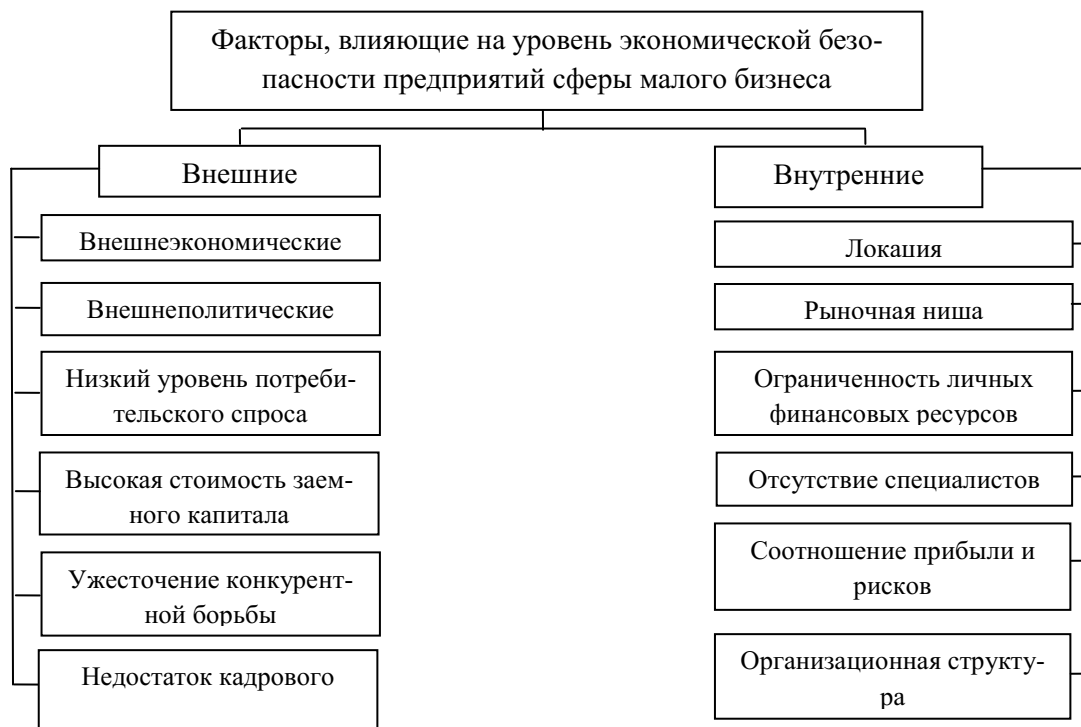 Факторы, влияющие на уровень экономической безо-
пасности предприятий сферы малого бизнеса
Внешние
Внешнеэкономические
Внешнеполитические
Низкий уровень потреби-
тельского спроса
Высокая стоимость заем-
ного капитала
Ужесточение конкурент-
ной борьбы
Недостаток кадрового
Внутренние
Локация
Рыночная ниша
Ограниченность личных
финансовых ресурсов
Отсутствие специалистов
Соотношение прибыли и
рисков
Организационная структу-
ра